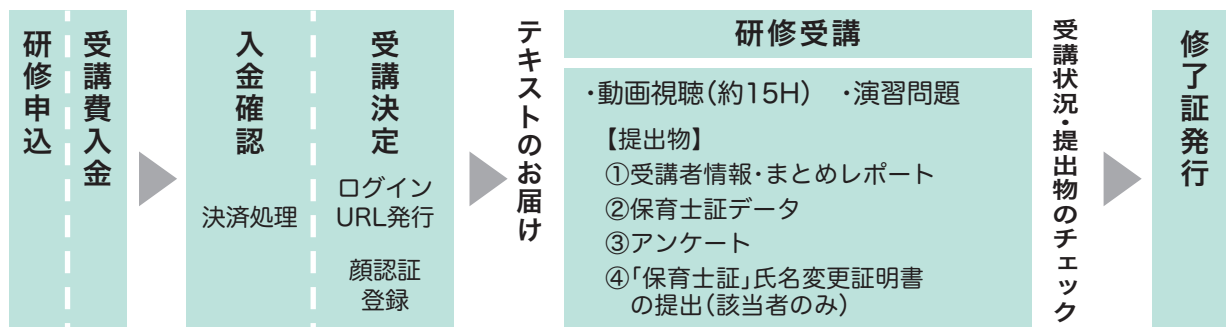 研修申込
受講費入金
入金確認
決済処理
受講決定
ログイン
URL発行
顔認証
登録
テキストのお届け
研修受講
・動画視聴(約15H) ・演習問題
【提出物】
①受講者情報・まとめレポート
②保育士証データ
③アンケート
④「保育士証」氏名変更証明書
の提出(該当者のみ)
受講状況・提出物のチェック
修了証発行